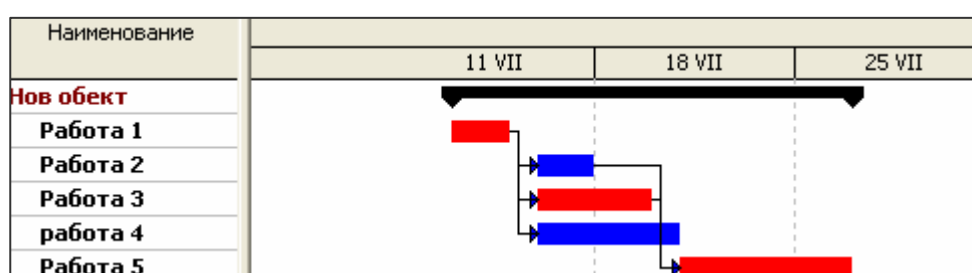 Наименование
11 VII 18 VII 25 VII
Нов обект
Работа 1
Работа 2
Работа 3
работа 4
Работа 5